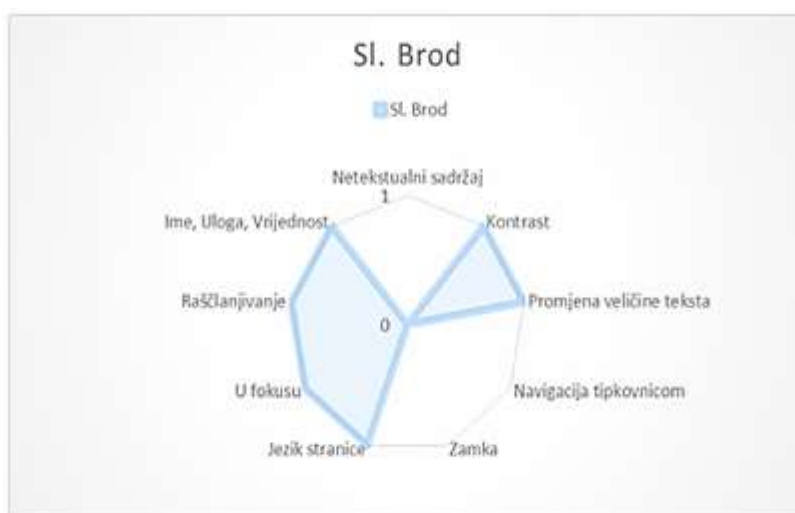 Sl. Brod
Sl. Brod
Netekstualni sadržaj
1
Ime, Uloga, Vrijednost
Kontrast
Raščlanjivanje
Promjena veličine teksta
0
U fokusu
Navigacija tipkovnicom
Jezik stranice
Zamka